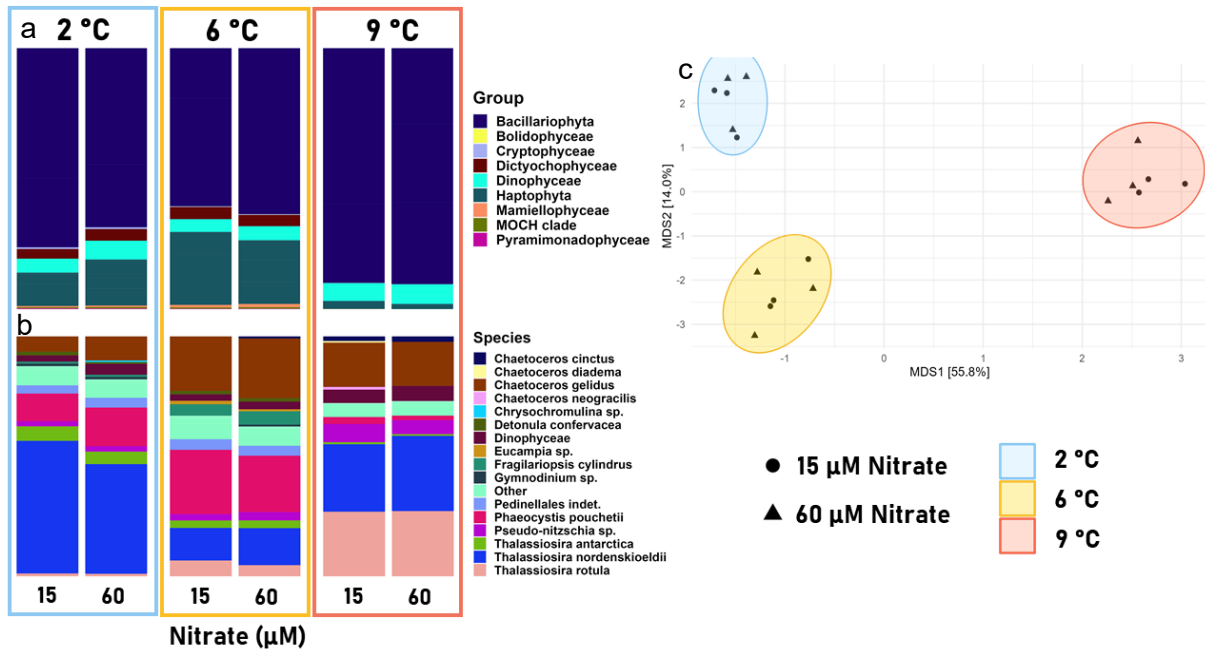 a
2 °C
6 °C
9 °C
Group
Bacillariophyta
Bolidophyceae
Cryptophyceae
Dictyochophyceae
Dinophyceae
Haptophyta
Mamiellophyceae
MOCH clade
Pyramimonadophyceae
b
Species
Chaetoceros cinctus
Chaetoceros diadema
Chaetoceros gelidus
Chaetoceros neogracilis
Chrysochromulina sp.
Detonula confervacea
Dinophyceae
Eucampia sp.
Fragilariopsis cylindrus
Gymnodinium sp.
Other
Pedinellales indet.
Phaeocystis pouchetii
Pseudo-nitzschia sp.
Thalassiosira antarctica
Thalassiosira nordenskioeldii
Thalassiosira rotula
15 60 15 60 15 60
Nitrate (µM)
c
2
1
0
-1
-2
-3
MDS2 [14.0%]
-1 0 1 2 3
MDS1 [55.8%]
15 µM Nitrate
60 µM Nitrate
2 °C
6 °C
9 °C